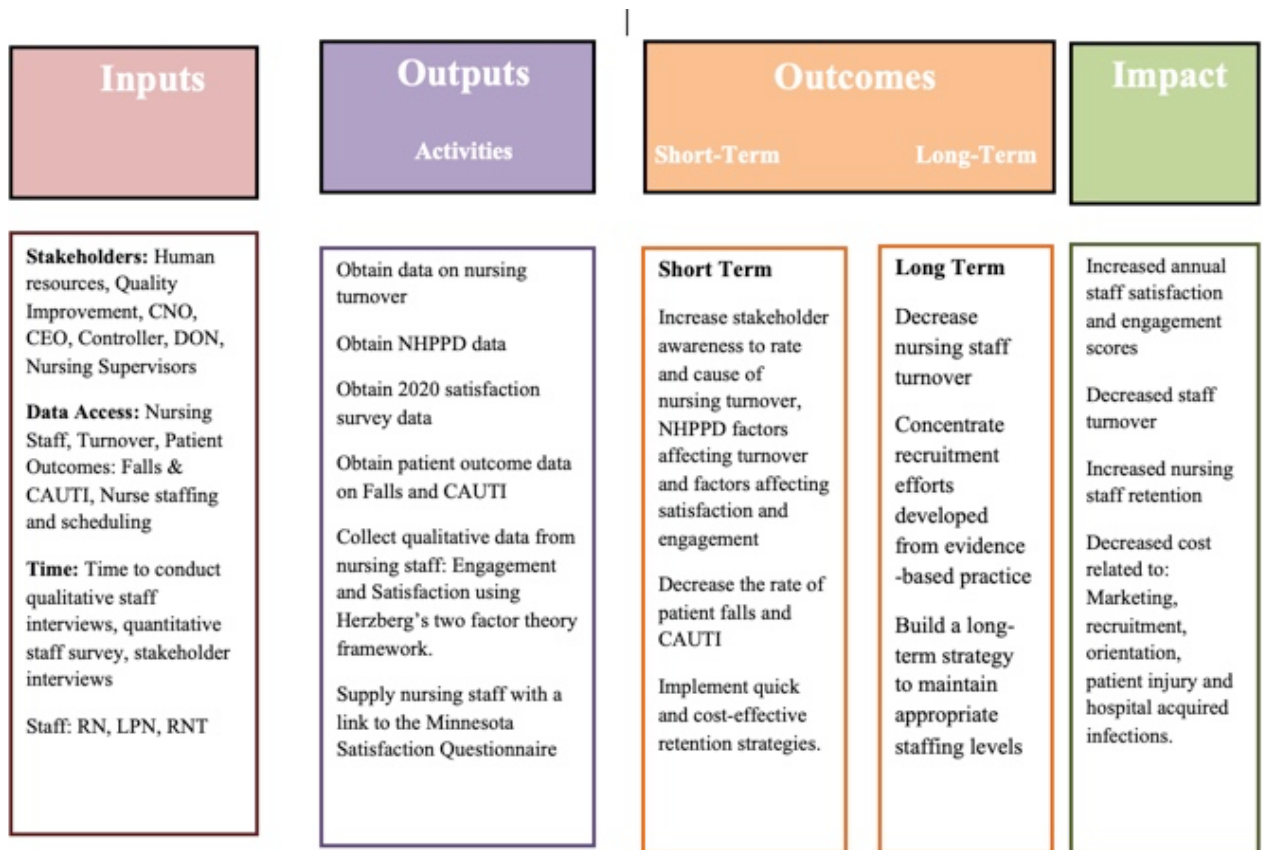 Inputs
Outputs
Activities
Outcomes
Short-Term
Long-Term
Impact
Stakeholders: Human
resources, Quality
Improvement, CNO,
CEO, Controller, DON,
Nursing Supervisors
Data Access: Nursing
Staff, Turnover, Patient
Outcomes: Falls &
CAUTI, Nurse staffing
and scheduling
Time: Time to conduct
qualitative staff
interviews, quantitative
staff survey, stakeholder
interviews
Staff: RN, LPN, RNT
Obtain data on nursing
turnover
Obtain NHPPD data
Obtain 2020 satisfaction
survey data
Obtain patient outcome data
on Falls and CAUTI
Collect qualitative data from
nursing staff: Engagement
and Satisfaction using
Herzberg’s two factor theory
framework.
Supply nursing staff with a
link to the Minnesota
Satisfaction Questionnaire
Short Term
Increase stakeholder
awareness to rate
and cause of
nursing turnover,
NHPPD factors
affecting turnover
and factors affecting
satisfaction and
engagement
Decrease the rate of
patient falls and
CAUTI
Implement quick
and cost-effective
retention strategies.
Long Term
Decrease
nursing staff
turnover
Concentrate
recruitment
efforts
developed
from evidence
-based practice
Build a long-
term strategy
to maintain
appropriate
staffing levels
Increased annual
staff satisfaction
and engagement
scores
Decreased staff
turnover
Increased nursing
staff retention
Decreased cost
related to:
Marketing,
recruitment,
orientation,
patient injury and
hospital acquired
infections.